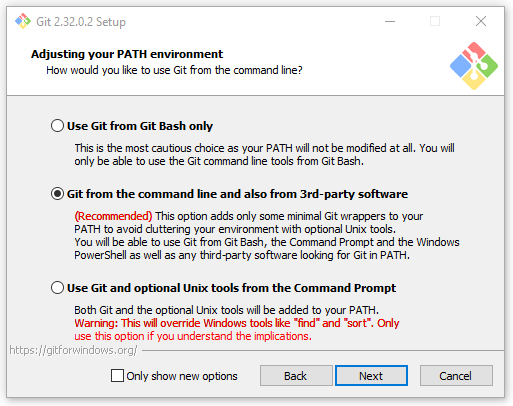 Git 2.32.0.2 Setup
Adjusting your PATH environment
How would you like to use Git from the command line?
Use Git from Git Bash only
This is the most cautious choice as your PATH will not be modified at all. You will
only be able to use the Git command line tools from Git Bash.
Git from the command line and also from 3rd-party software
(Recommended) This option adds only some minimal Git wrappers to your
PATH to avoid cluttering your environment with optional Unix tools.
You will be able to use Git from Git Bash, the Command Prompt and the Windows
PowerShell as well as any third-party software looking for Git in PATH.
Use Git and optional Unix tools from the Command Prompt
Both Git and the optional Unix tools will be added to your PATH.
Warning: This will override Windows tools like "find" and "sort". Only
use this option if you understand the implications.
https://gitforwindows.org/
Only show new options
Back
Next
Cancel